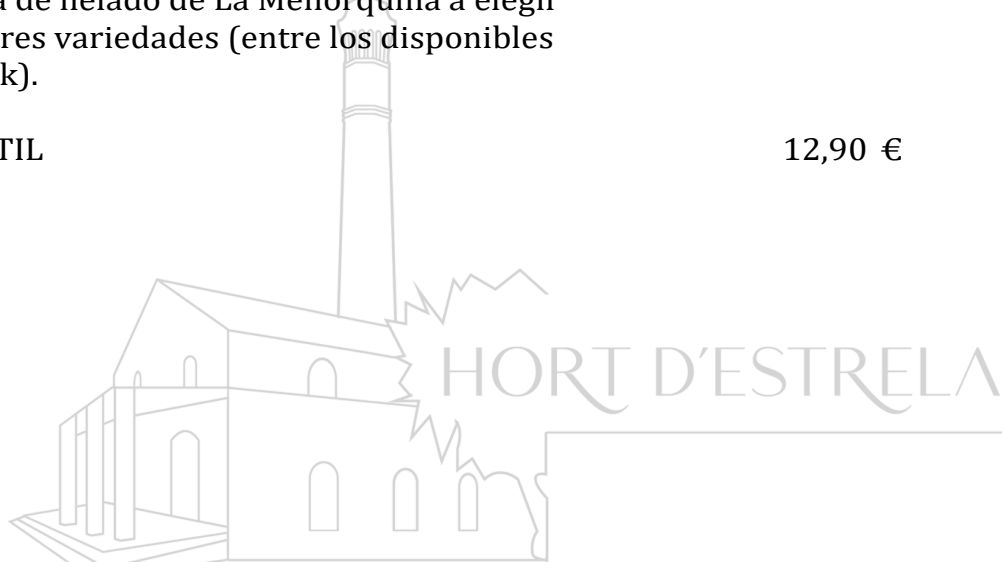 a de helado de La Menorquina a elegir
res variedades (entre los disponibles
k).
TIL 12,90 €
HORT D'ESTRELA